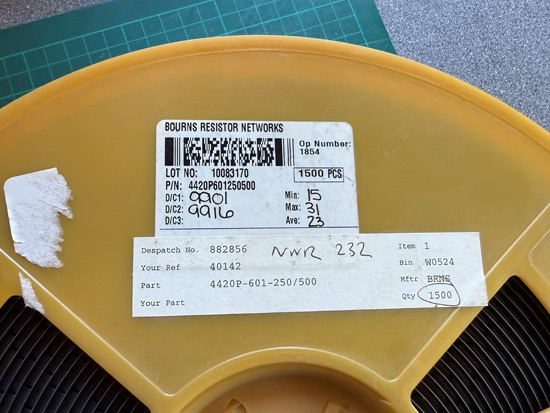 BOURNS RESISTOR NETWORKS
Op Number:
1854
LOT NO: 10083170
1500 PCS
P/N: 4420P601250500
D/C1: 9901 Min: 15
D/C2: 9916 Max: 31
D/C3: Ave: 23
Despatch No. 882856 NWR 232 Item 1
Your Ref 40142 Bin W0524
Part 4420P-601-250/500 Mftr BRNS
Your Part Qty 1500